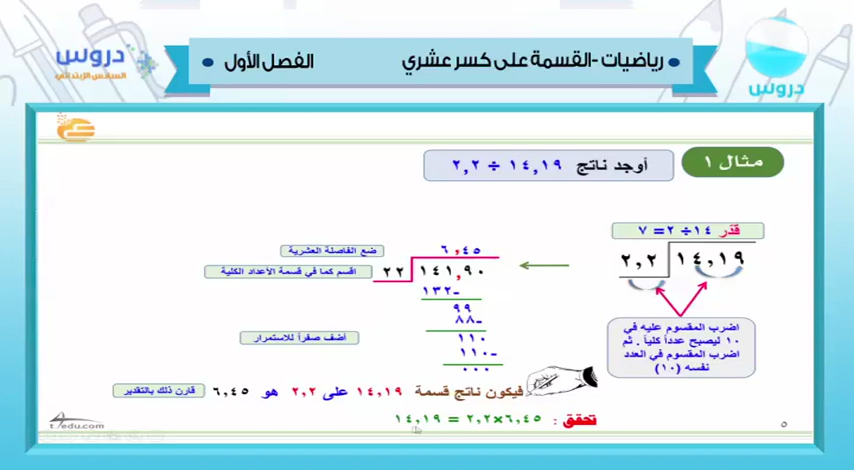 دروس
السادس الإبتدائي
رياضيات -القسمة على كسر عشري
الفصل الأول
دروس
مثال ١
أوجد ناتج ١٤,١٩ ÷ ٢,٢
قدّر ١٤ ÷ ٢ = ٧
٢,٢ ١٤,١٩
اضرب المقسوم عليه في
١٠ ليصبح عدداً كلياً . ثم
اضرب المقسوم في العدد
نفسه (١٠)
ضع الفاصلة العشرية
٦,٤٥
اقسم كما في قسمة الأعداد الكلية
٢٢ ١٤١,٩٠
١٣٢-
٩٩
٨٨-
أضف صفراً للاستمرار
١١٠
١١٠-
٠٠٠
فيكون ناتج قسمة ١٤,١٩ على ٢,٢ هو ٦,٤٥
قارن ذلك بالتقدير
تحقق : ٦,٤٥×٢,٢ = ١٤,١٩
٥